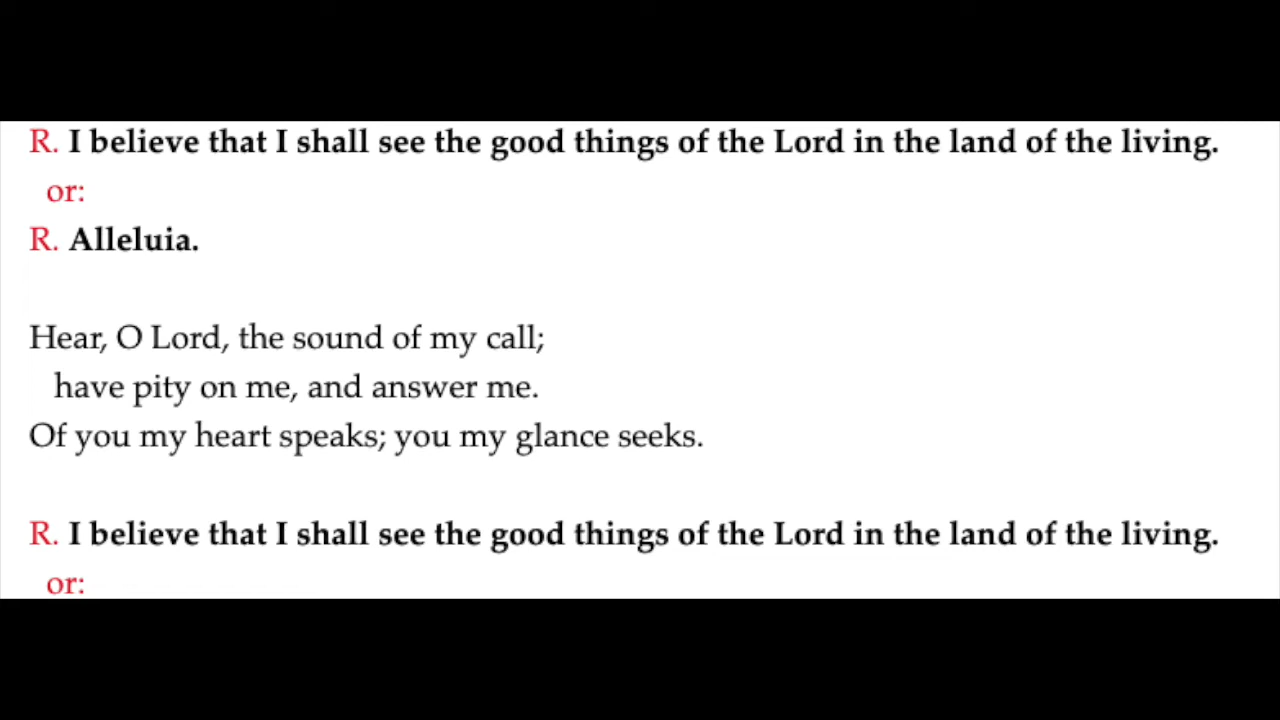 R. I believe that I shall see the good things of the Lord in the land of the living.
or:
R. Alleluia.
Hear, O Lord, the sound of my call;
have pity on me, and answer me.
Of you my heart speaks; you my glance seeks.
R. I believe that I shall see the good things of the Lord in the land of the living.
or: